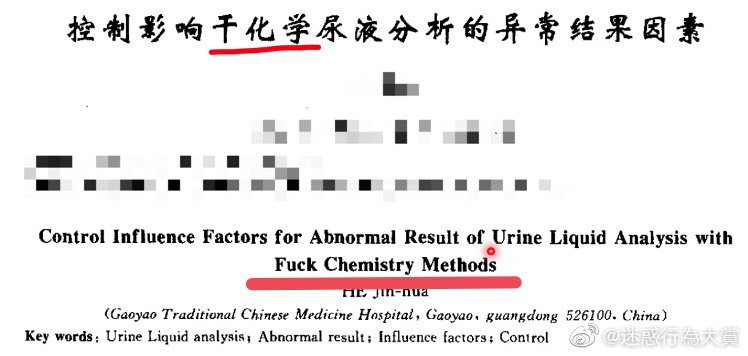 控制影响干化学尿液分析的异常结果因素
Control Influence Factors for Abnormal Result of Urine Liquid Analysis with
Fuck Chemistry Methods
HE Jin-hua
(Gaoyao Traditional Chinese Medicine Hospital, Gaoyao, guangdong 526100, China)
Key words: Urine Liquid analysis; Abnormal result; Influence factors; Control
@迷惑行為大賞